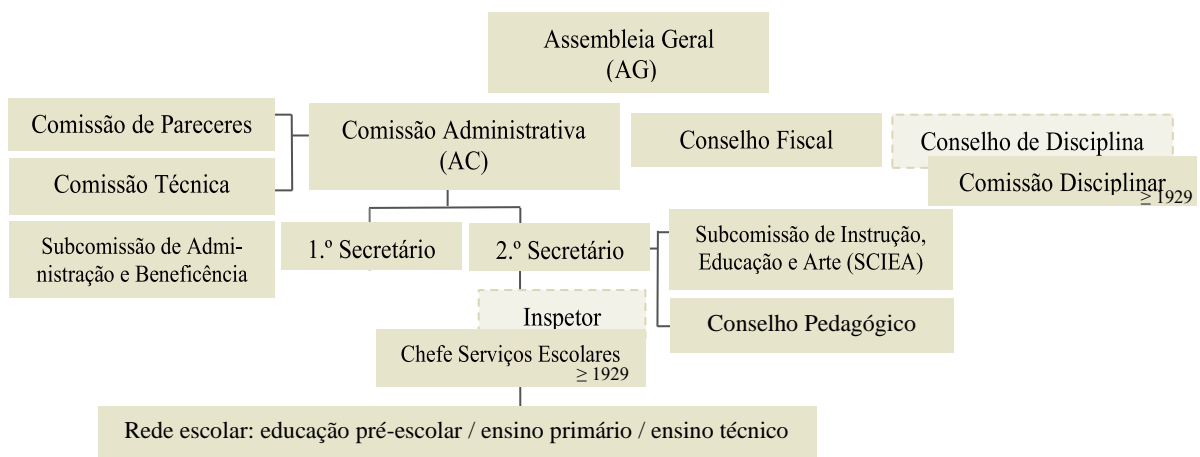 Assembleia Geral
(AG)
Comissão de Pareceres
Comissão Administrativa
(AC)
Conselho Fiscal
Conselho de Disciplina
Comissão Técnica
Comissão Disciplinar
≥ 1929
Subcomissão de Admi-
nistração e Beneficência
1.º Secretário
2.º Secretário
Subcomissão de Instrução,
Educação e Arte (SCIEA)
Inspetor
Conselho Pedagógico
Chefe Serviços Escolares
≥ 1929
Rede escolar: educação pré-escolar / ensino primário / ensino técnico